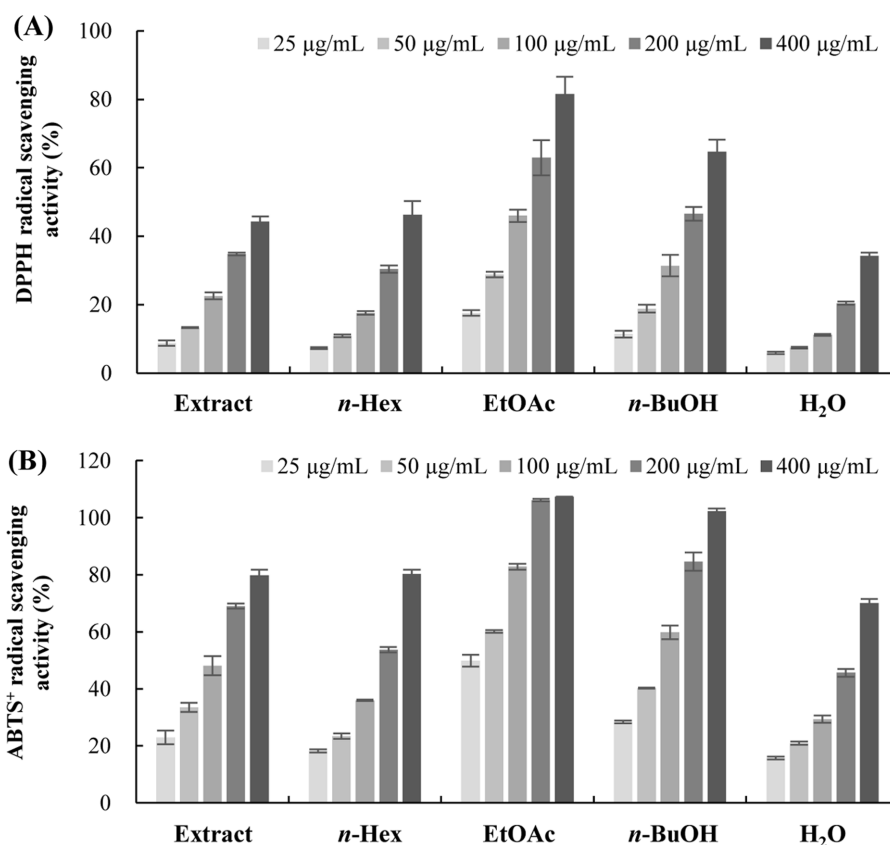 (A)
100
80
60
40
20
0
DPPH radical scavenging
activity (%)
25 µg/mL 50 µg/mL 100 µg/mL 200 µg/mL 400 µg/mL
Extract n-Hex EtOAc n-BuOH H₂O
(B)
120
100
80
60
40
20
0
ABTS⁺ radical scavenging
activity (%)
25 µg/mL 50 µg/mL 100 µg/mL 200 µg/mL 400 µg/mL
Extract n-Hex EtOAc n-BuOH H₂O